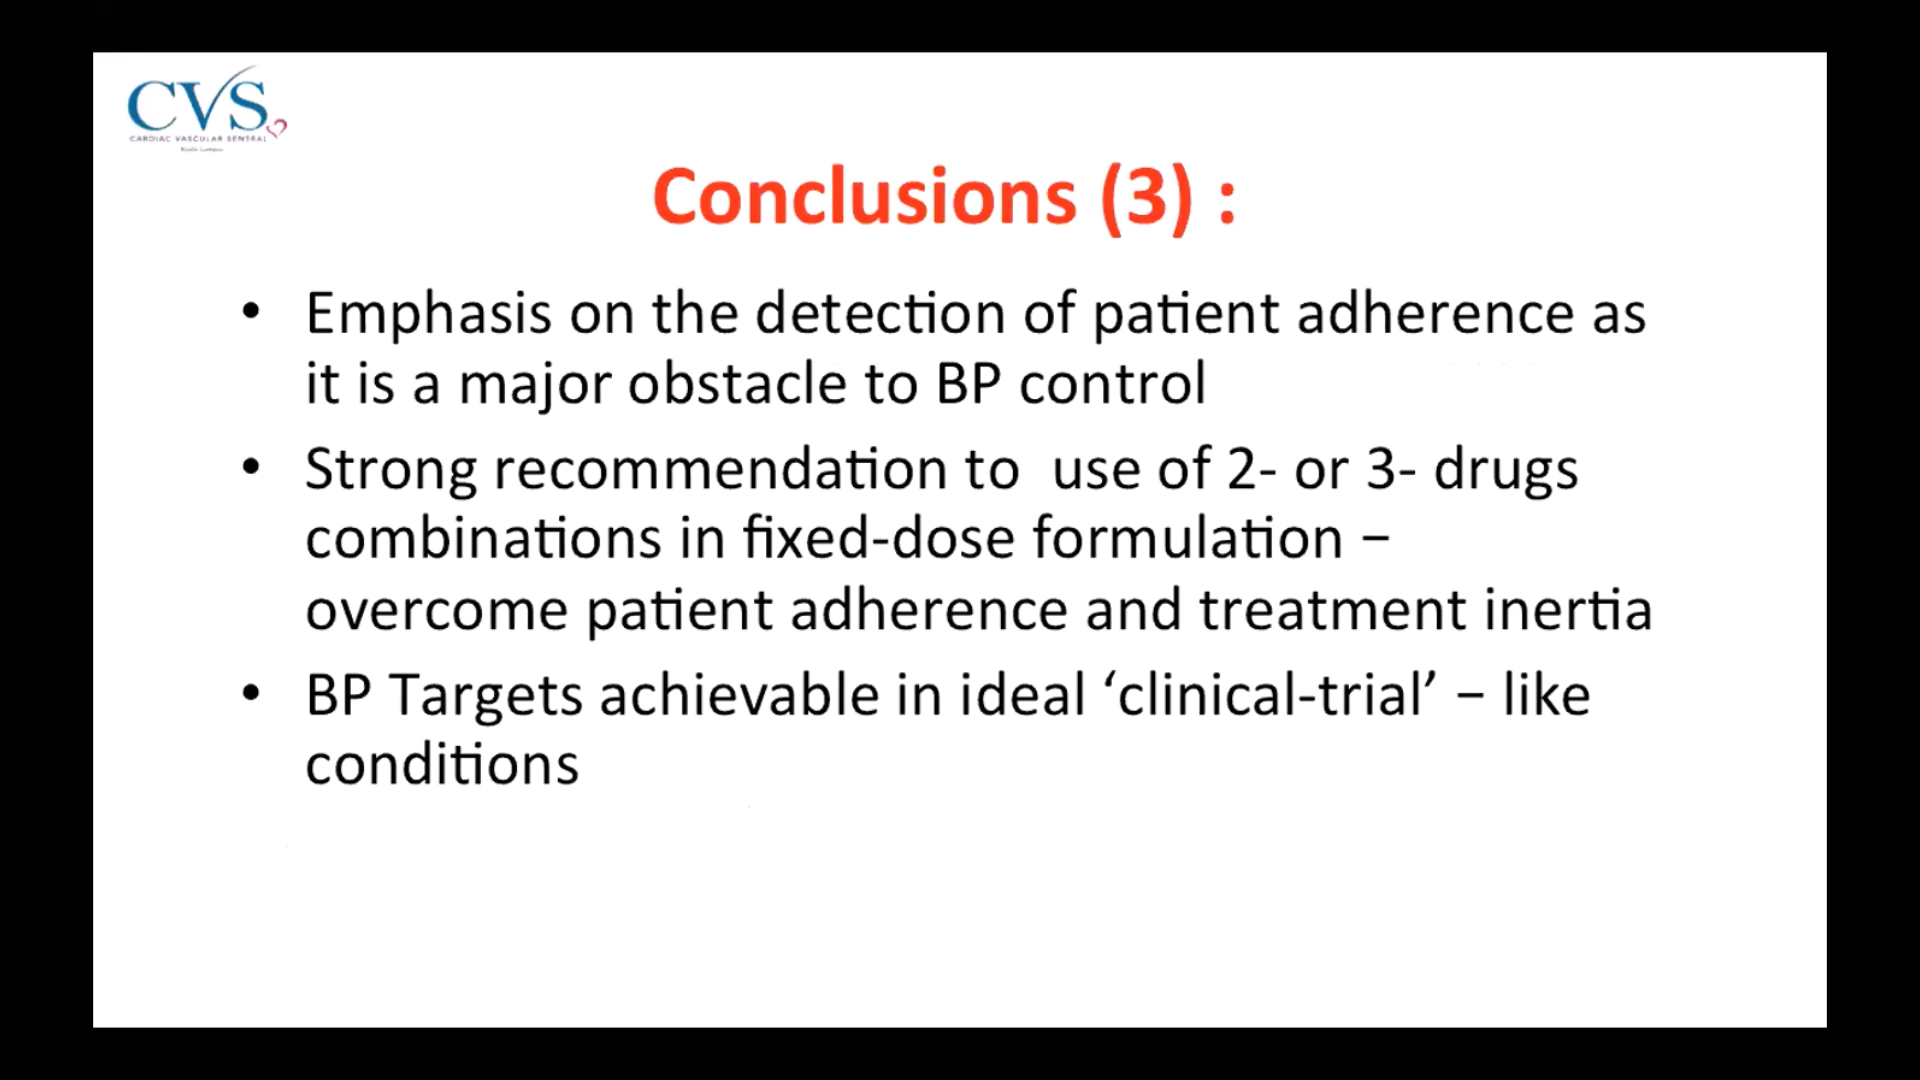 CVS
CARDIAC VASCULAR SENTRAL
Kuala Lumpur
Conclusions (3) :
• Emphasis on the detection of patient adherence as
it is a major obstacle to BP control
• Strong recommendation to  use of 2- or 3- drugs
combinations in fixed-dose formulation –
overcome patient adherence and treatment inertia
• BP Targets achievable in ideal ‘clinical-trial’ – like
conditions